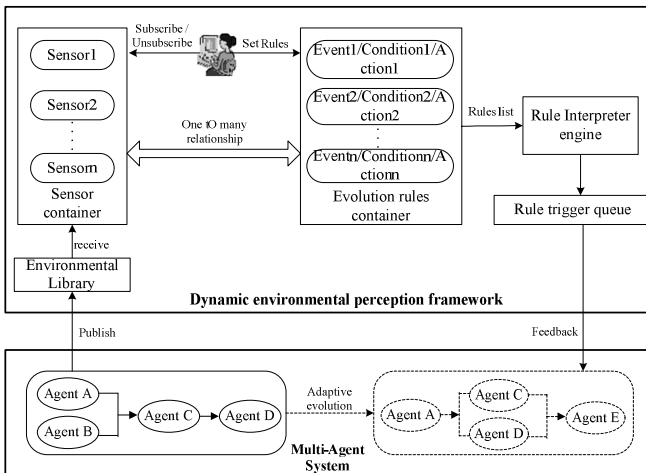 Subscribe /
Unsubscribe
Set Rules
Sensor1
Sensor2
Sensorn
Sensor
container
One tO many
relationship
Event1/Condition1/A
ction1
Event2/Condition2/A
ction2
Eventn/Conditionn/A
ctionn
Evolution rules
container
Rules list
Rule Interpreter
engine
Rule trigger queue
receive
Environmental
Library
Dynamic environmental perception framework
Publish
Feedback
Agent A
Agent B
Agent C
Agent D
Adaptive
evolution
Agent A
Agent C
Agent D
Agent E
Multi-Agent
System